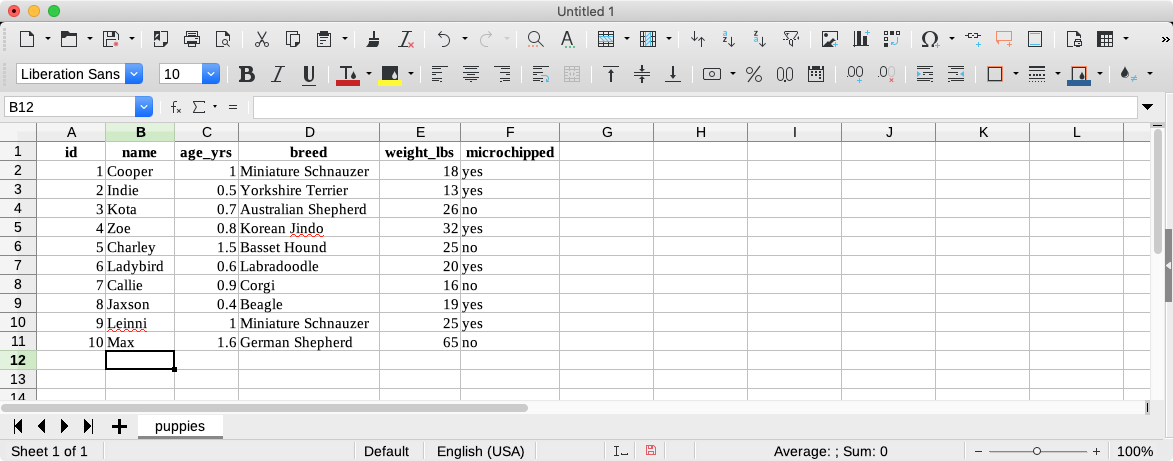 Untitled 1
Liberation Sans 10
B12
A B C D E F G H I J K L
1 id name age_yrs breed weight_lbs microchipped
2 1 Cooper 1 Miniature Schnauzer 18 yes
3 2 Indie 0.5 Yorkshire Terrier 13 yes
4 3 Kota 0.7 Australian Shepherd 26 no
5 4 Zoe 0.8 Korean Jindo 32 yes
6 5 Charley 1.5 Basset Hound 25 no
7 6 Ladybird 0.6 Labradoodle 20 yes
8 7 Callie 0.9 Corgi 16 no
9 8 Jaxson 0.4 Beagle 19 yes
10 9 Leinni 1 Miniature Schnauzer 25 yes
11 10 Max 1.6 German Shepherd 65 no
12
13
14
puppies
Sheet 1 of 1 Default English (USA) Average: ; Sum: 0 100%